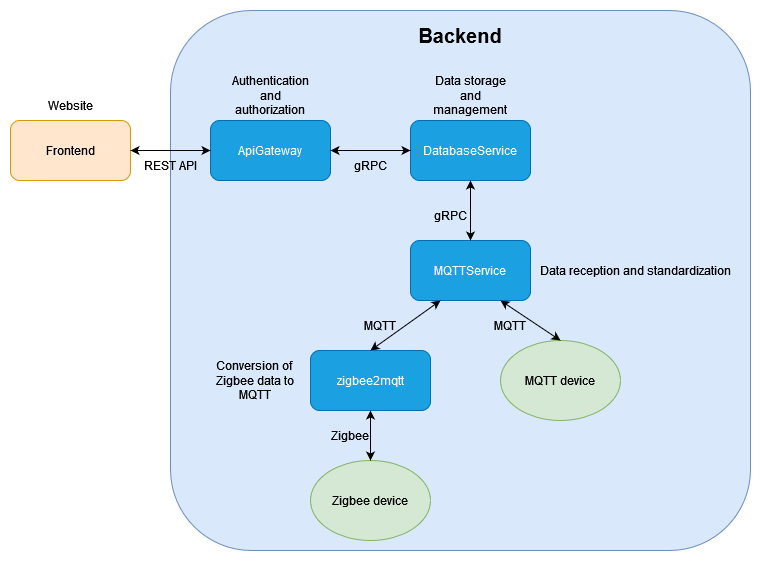 Backend
Authentication
and
authorization
Data storage
and
management
Website
Frontend
REST API
ApiGateway
gRPC
DatabaseService
gRPC
MQTTService
Data reception and standardization
MQTT
MQTT
Conversion of
Zigbee data to
MQTT
zigbee2mqtt
MQTT device
Zigbee
Zigbee device